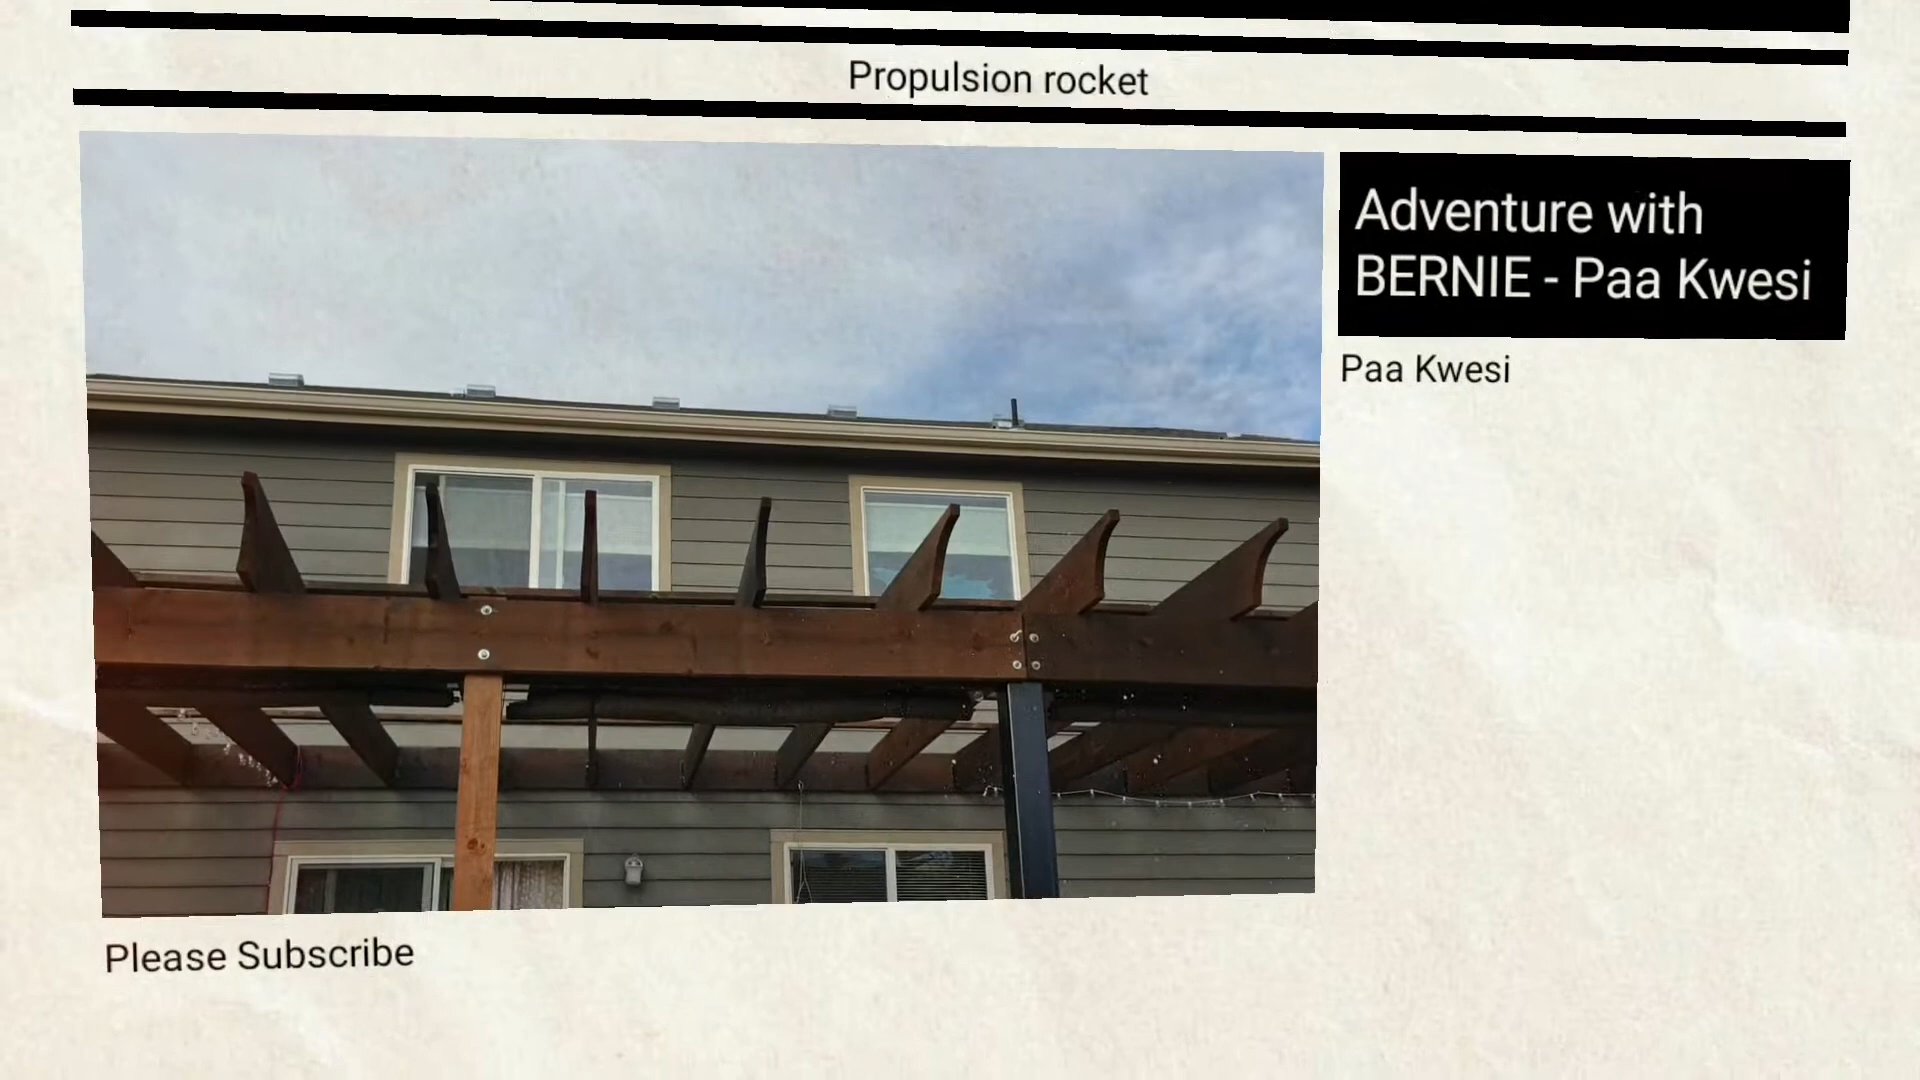 Propulsion rocket
Adventure with
BERNIE - Paa Kwesi
Paa Kwesi
Please Subscribe